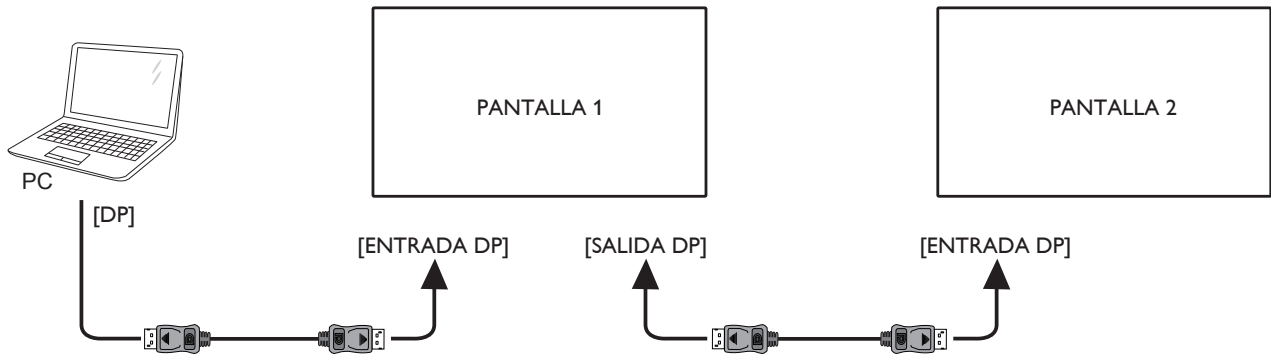 PANTALLA 1
PANTALLA 2
PC
[DP]
[ENTRADA DP]
[SALIDA DP]
[ENTRADA DP]